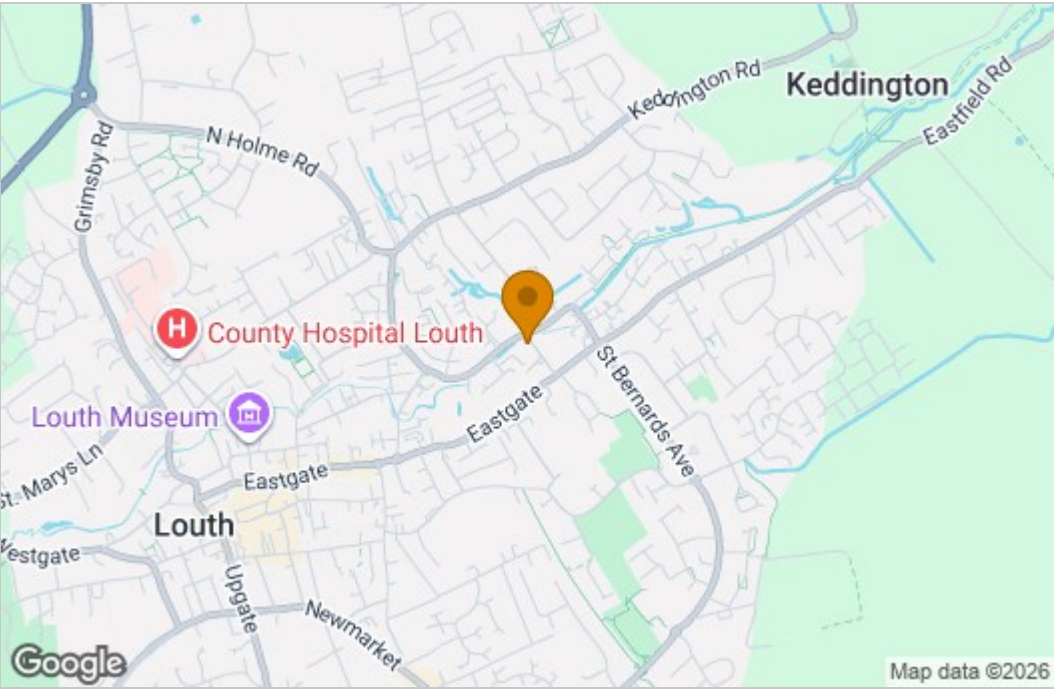 Keddington
Keddington Rd
Eastfield Rd
N Holme Rd
Grimsby Rd
H
County Hospital Louth
Louth Museum
St Bernards Ave
Eastgate
St. Marys Ln
Eastgate
Louth
Westgate
Upgate
Newmarket
Google
Map data ©2026